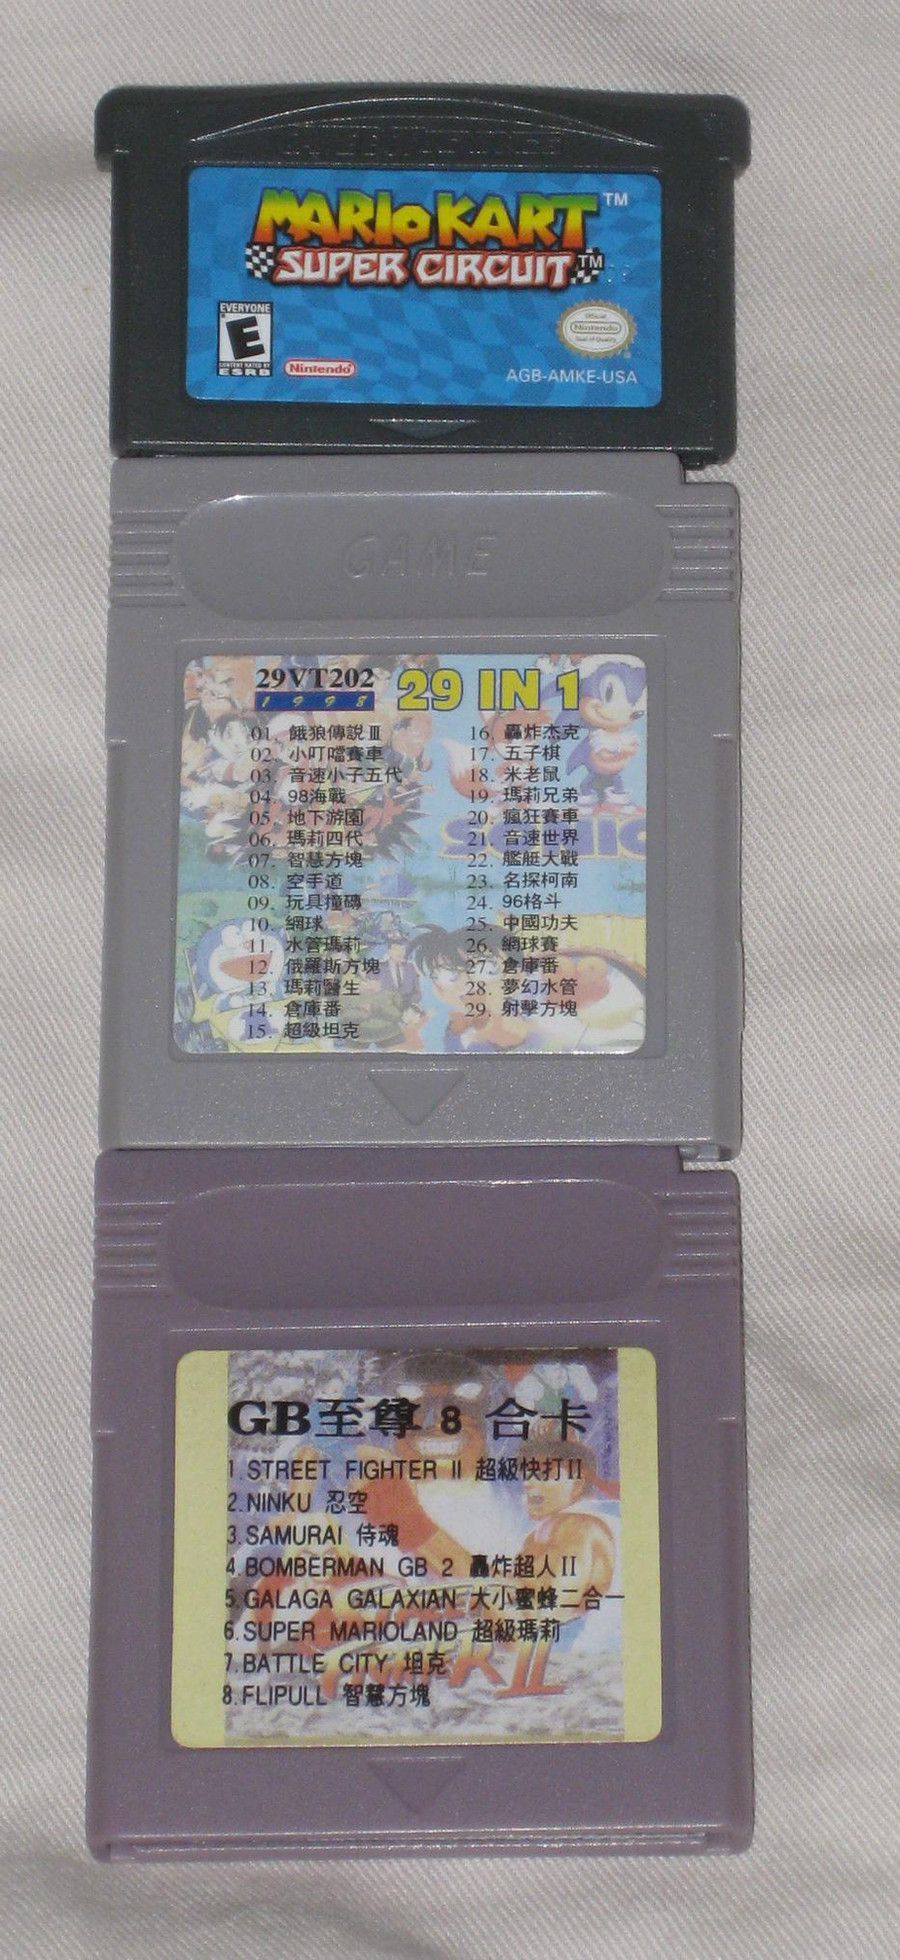 MARIO KART™
SUPER CIRCUIT™
EVERYONE
E
CONTENT RATED BY
ESRB
Nintendo
Official
Nintendo
Seal of Quality
AGB-AMKE-USA
GAME
29VT202
1998
29 IN 1
01. 餓狼傳説Ⅲ
02. 小叮噹賽車
03. 音速小子五代
04. 98海戰
05. 地下游園
06. 瑪莉四代
07. 智慧方塊
08. 空手道
09. 玩具撞磚
10. 網球
11. 水管瑪莉
12. 俄羅斯方塊
13. 瑪莉醫生
14. 倉庫番
15. 超級坦克
16. 轟炸杰克
17. 五子棋
18. 米老鼠
19. 瑪莉兄弟
20. 瘋狂賽車
21. 音速世界
22. 艦艇大戰
23. 名探柯南
24. 96格斗
25. 中國功夫
26. 網球賽
27. 倉庫番
28. 夢幻水管
29. 射擊方塊
GB至尊 8 合卡
1.STREET FIGHTER II 超級快打II
2.NINKU 忍空
3.SAMURAI 侍魂
4.BOMBERMAN GB 2 轟炸超人II
5.GALAGA GALAXIAN 大小蜜蜂二合一
6.SUPER MARIOLAND 超級瑪莉
7.BATTLE CITY 坦克
8.FLIPULL 智慧方塊